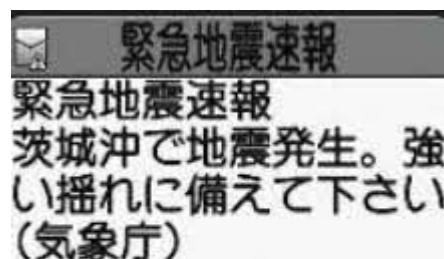 緊急地震速報
緊急地震速報
茨城沖で地震発生。強
い揺れに備えて下さい
(気象庁)